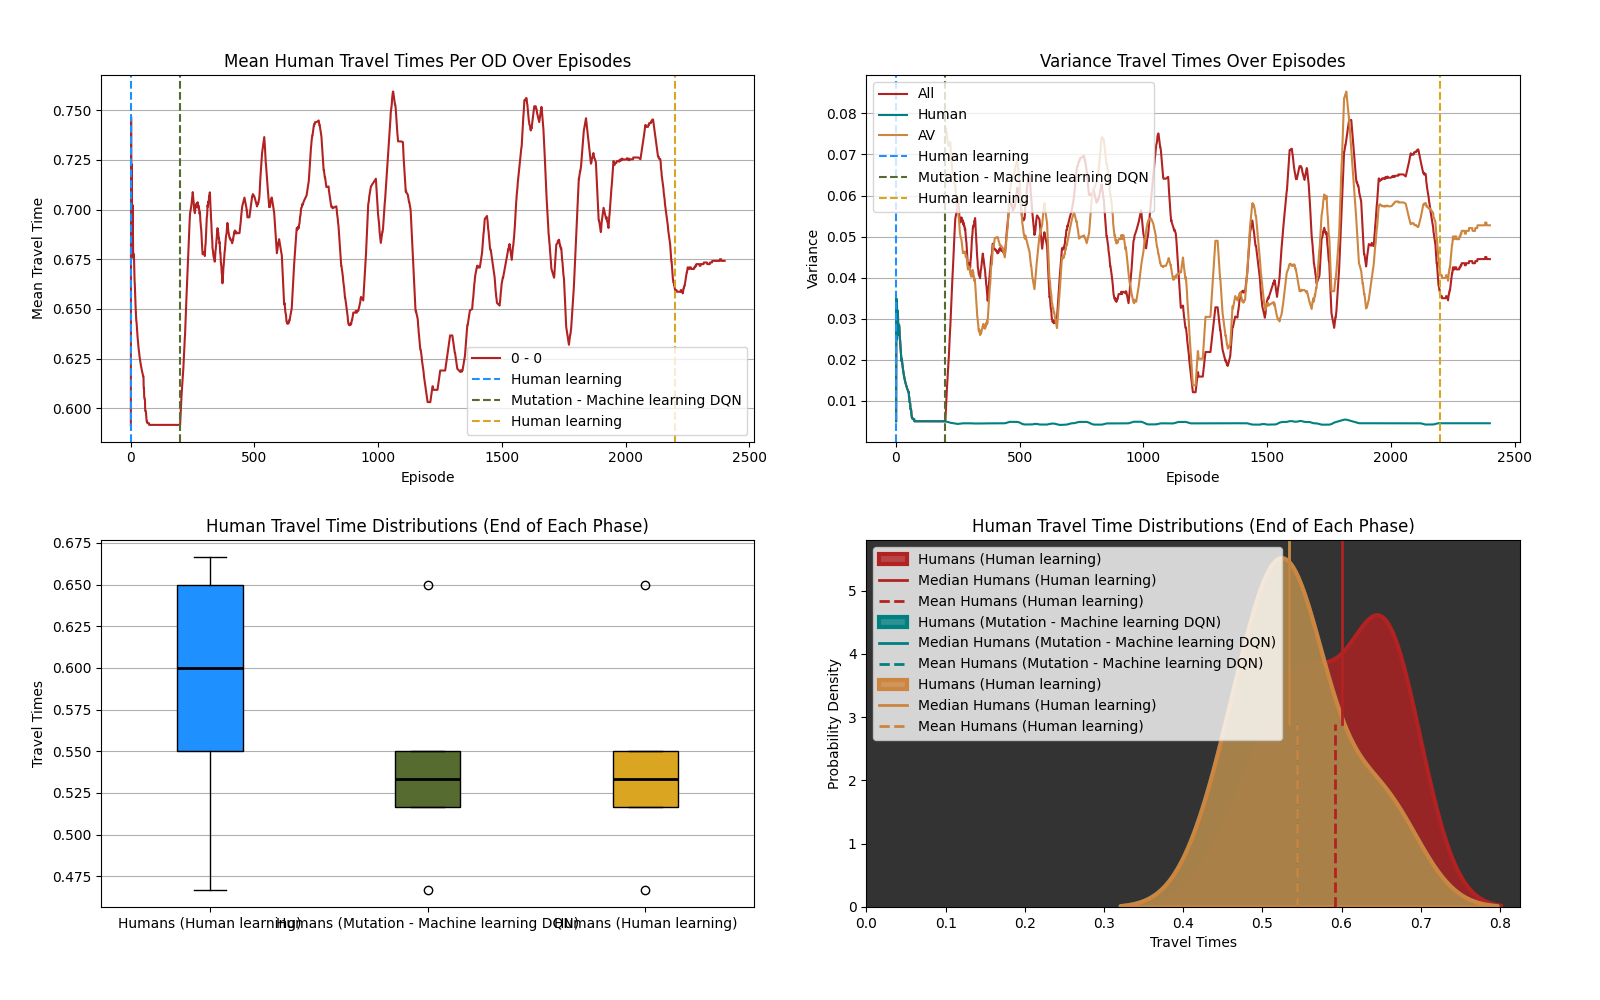 Mean Human Travel Times Per OD Over Episodes
Mean Travel Time
0.750
0.725
0.700
0.675
0.650
0.625
0.600
0 - 0
Human learning
Mutation - Machine learning DQN
Human learning
0 500 1000 1500 2000 2500
Episode
Variance Travel Times Over Episodes
Variance
0.08
0.07
0.06
0.05
0.04
0.03
0.02
0.01
All
Human
AV
Human learning
Mutation - Machine learning DQN
Human learning
0 500 1000 1500 2000 2500
Episode
Human Travel Time Distributions (End of Each Phase)
Travel Times
0.675
0.650
0.625
0.600
0.575
0.550
0.525
0.500
0.475
Humans (Human learning)
Humans (Mutation - Machine learning DQN)
Humans (Human learning)
Human Travel Time Distributions (End of Each Phase)
Probability Density
5
4
3
2
1
0
Humans (Human learning)
Median Humans (Human learning)
Mean Humans (Human learning)
Humans (Mutation - Machine learning DQN)
Median Humans (Mutation - Machine learning DQN)
Mean Humans (Mutation - Machine learning DQN)
Humans (Human learning)
Median Humans (Human learning)
Mean Humans (Human learning)
0.0 0.1 0.2 0.3 0.4 0.5 0.6 0.7 0.8
Travel Times